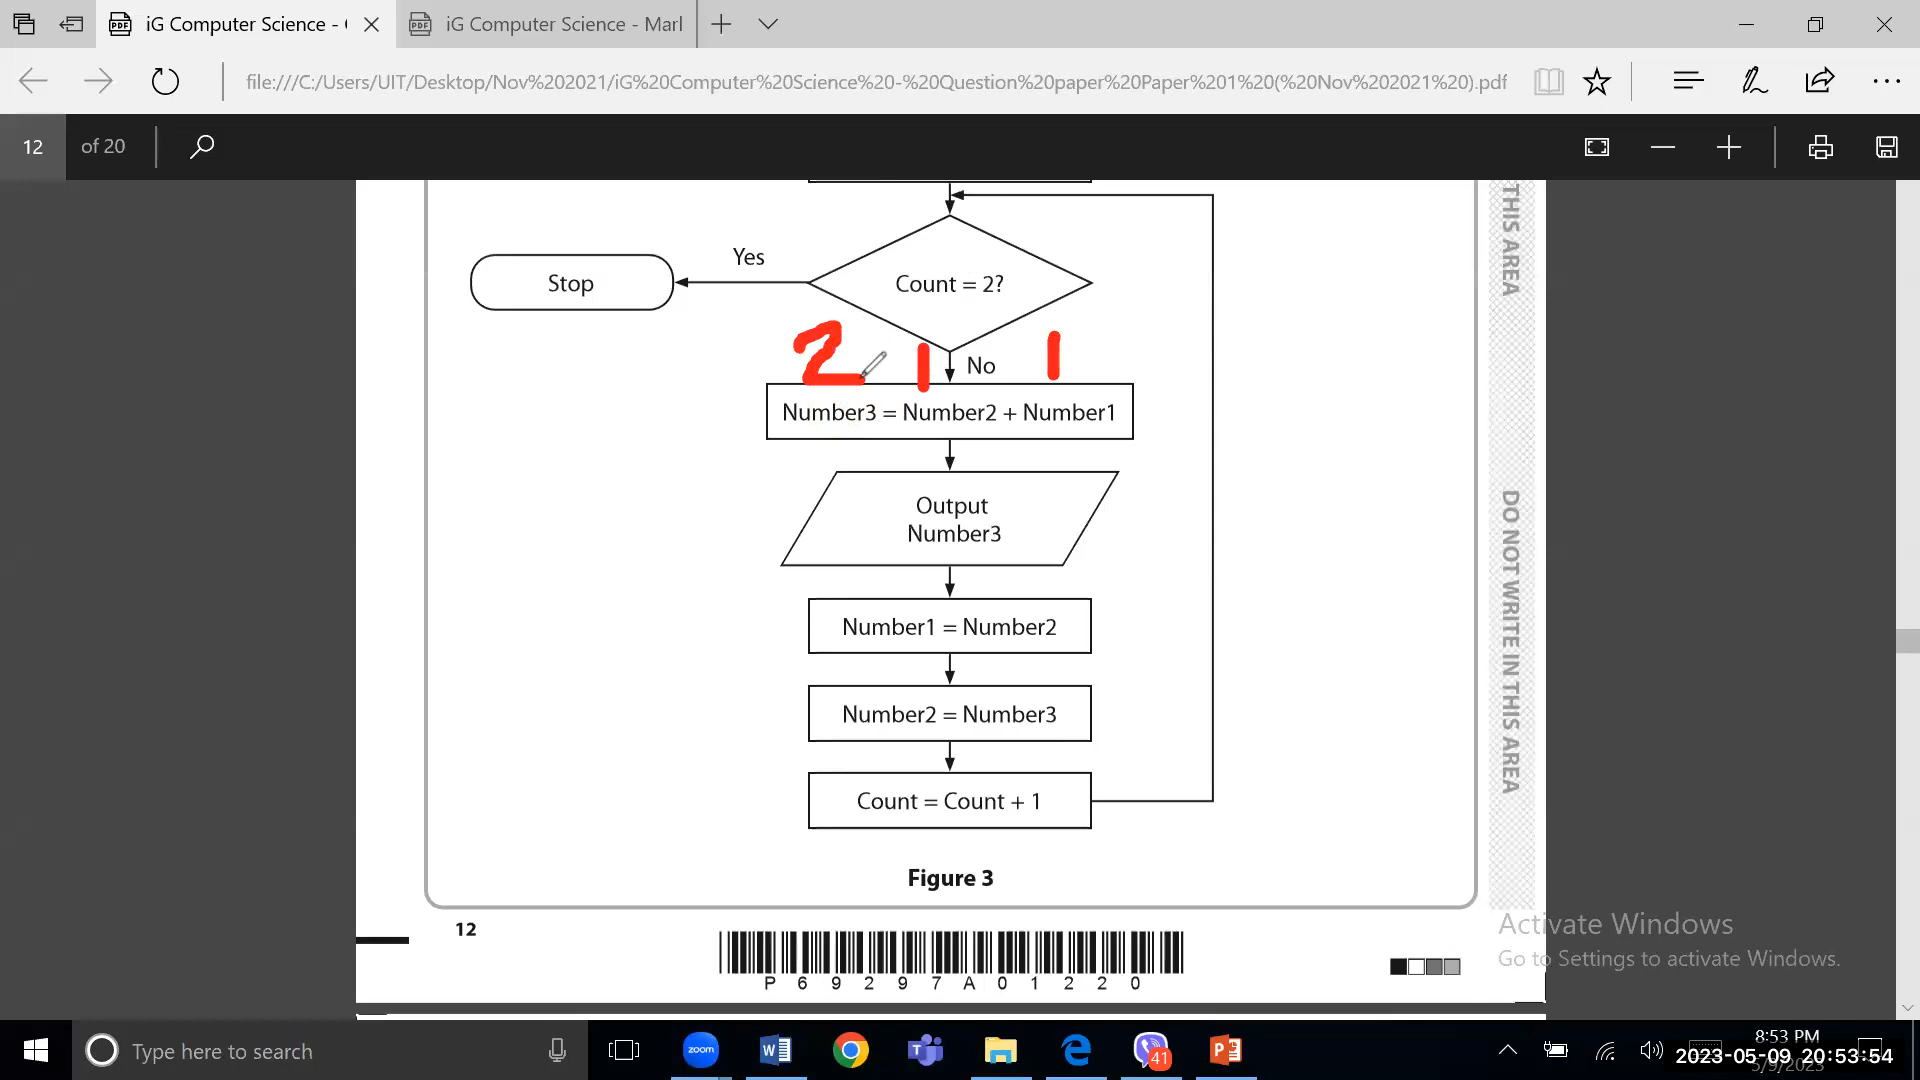 iG Computer Science - (
iG Computer Science - Marl
file:///C:/Users/UIT/Desktop/Nov%202021/iG%20Computer%20Science%20-%20Question%20paper%20Paper%201%20(%20Nov%202021%20).pdf
12
of 20
Yes
Stop
Count = 2?
2 1 1
No
Number3 = Number2 + Number1
Output
Number3
Number1 = Number2
Number2 = Number3
Count = Count + 1
Figure 3
THIS AREA
DO NOT WRITE IN THIS AREA
12
P 6 9 2 9 7 A 0 1 2 2 0
Activate Windows
Go to Settings to activate Windows.
Type here to search
zoom
41
8:53 PM
2023-05-09 20:53:54
5/9/2023